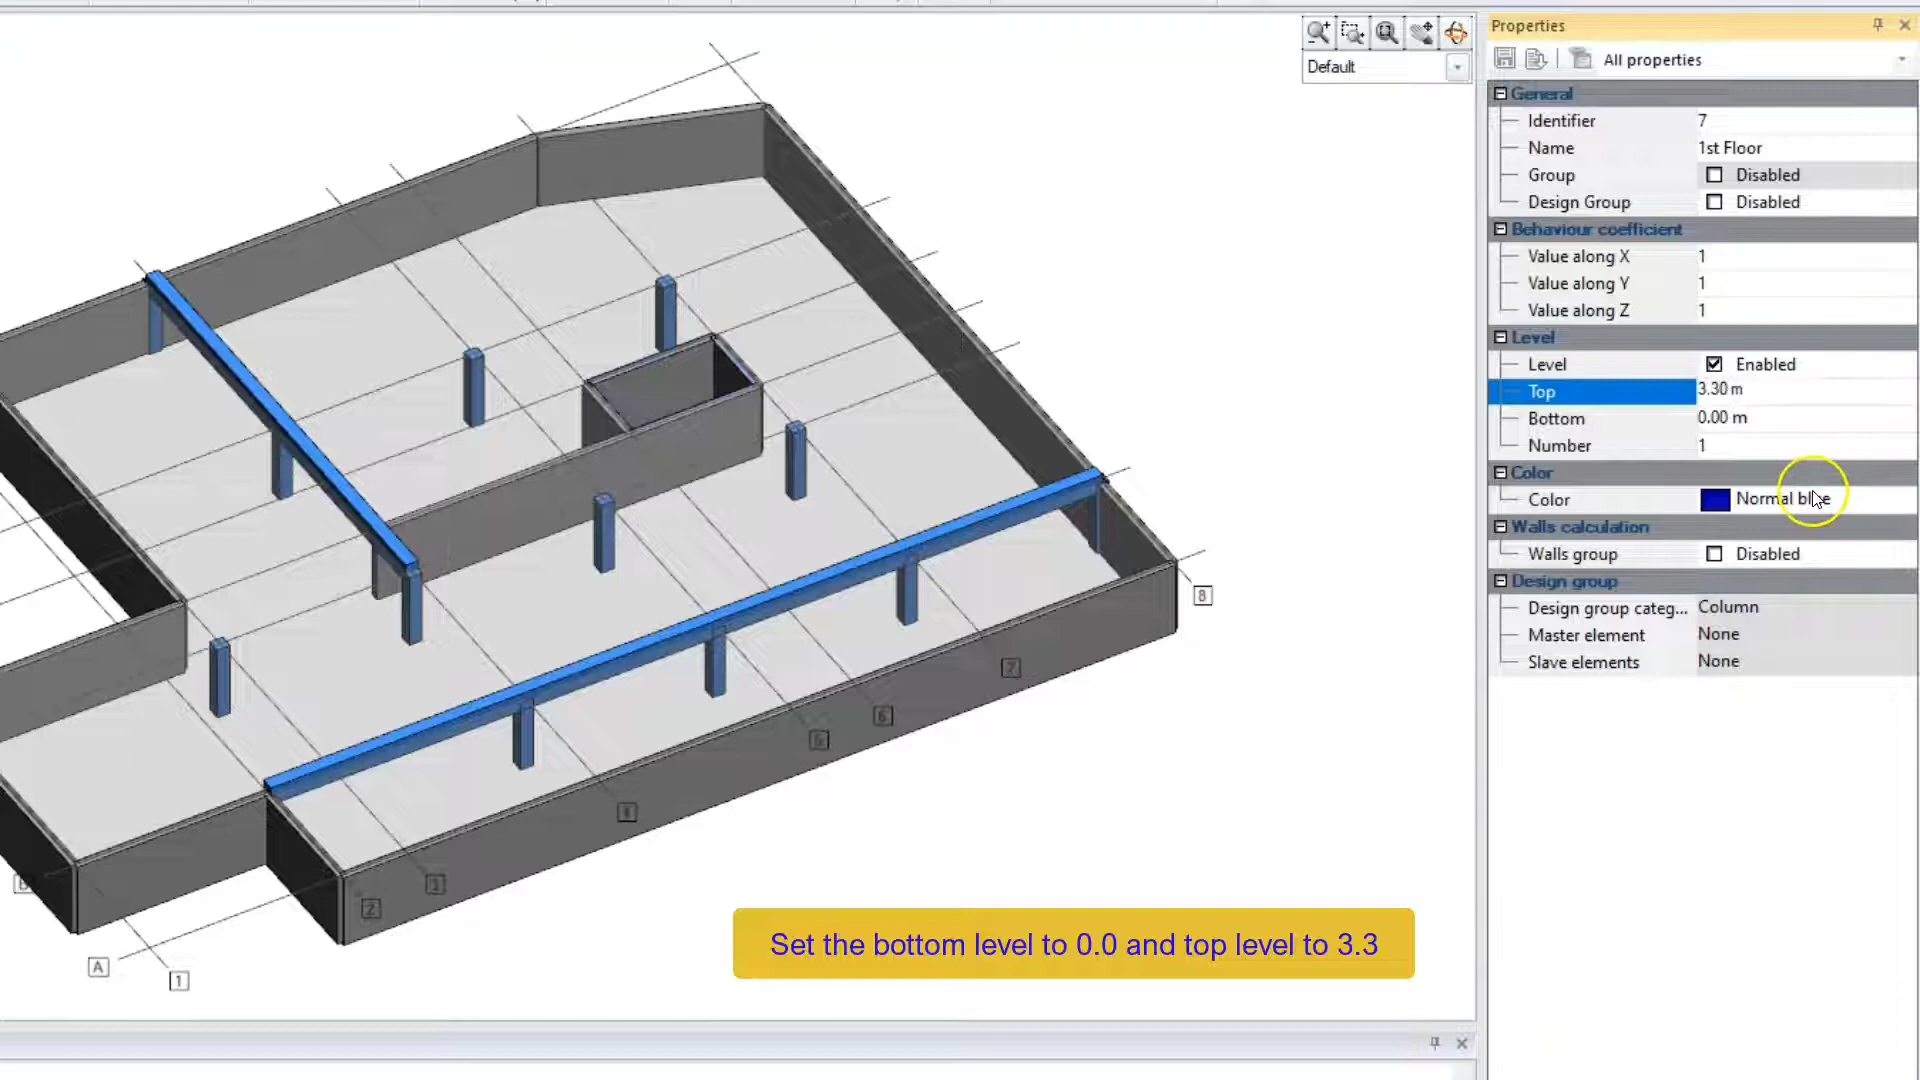 Default
Properties
All properties
General
Identifier 7
Name 1st Floor
Group Disabled
Design Group Disabled
Behaviour coefficient
Value along X 1
Value along Y 1
Value along Z 1
Level
Level Enabled
Top 3.30 m
Bottom 0.00 m
Number 1
Color
Color Normal blue
Walls calculation
Walls group Disabled
Design group
Design group categ... Column
Master element None
Slave elements None
8
7
6
5
4
3
2
B
A
1
Set the bottom level to 0.0 and top level to 3.3